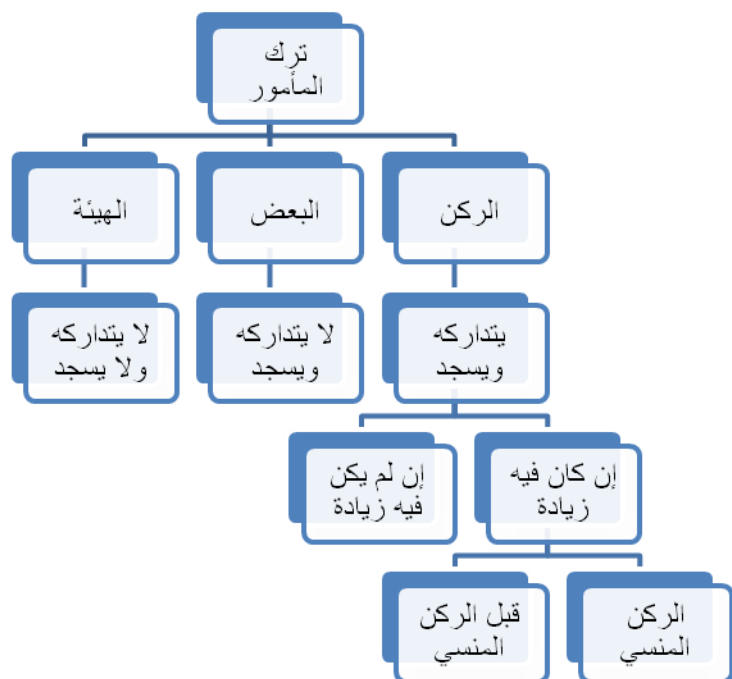 ترك
المأمور
الركن
البعض
الهيئة
يتداركه
ويسجد
لا يتداركه
ويسجد
لا يتداركه
ولا يسجد
إن كان فيه
زيادة
إن لم يكن
فيه زيادة
الركن
المنسي
قبل الركن
المنسي